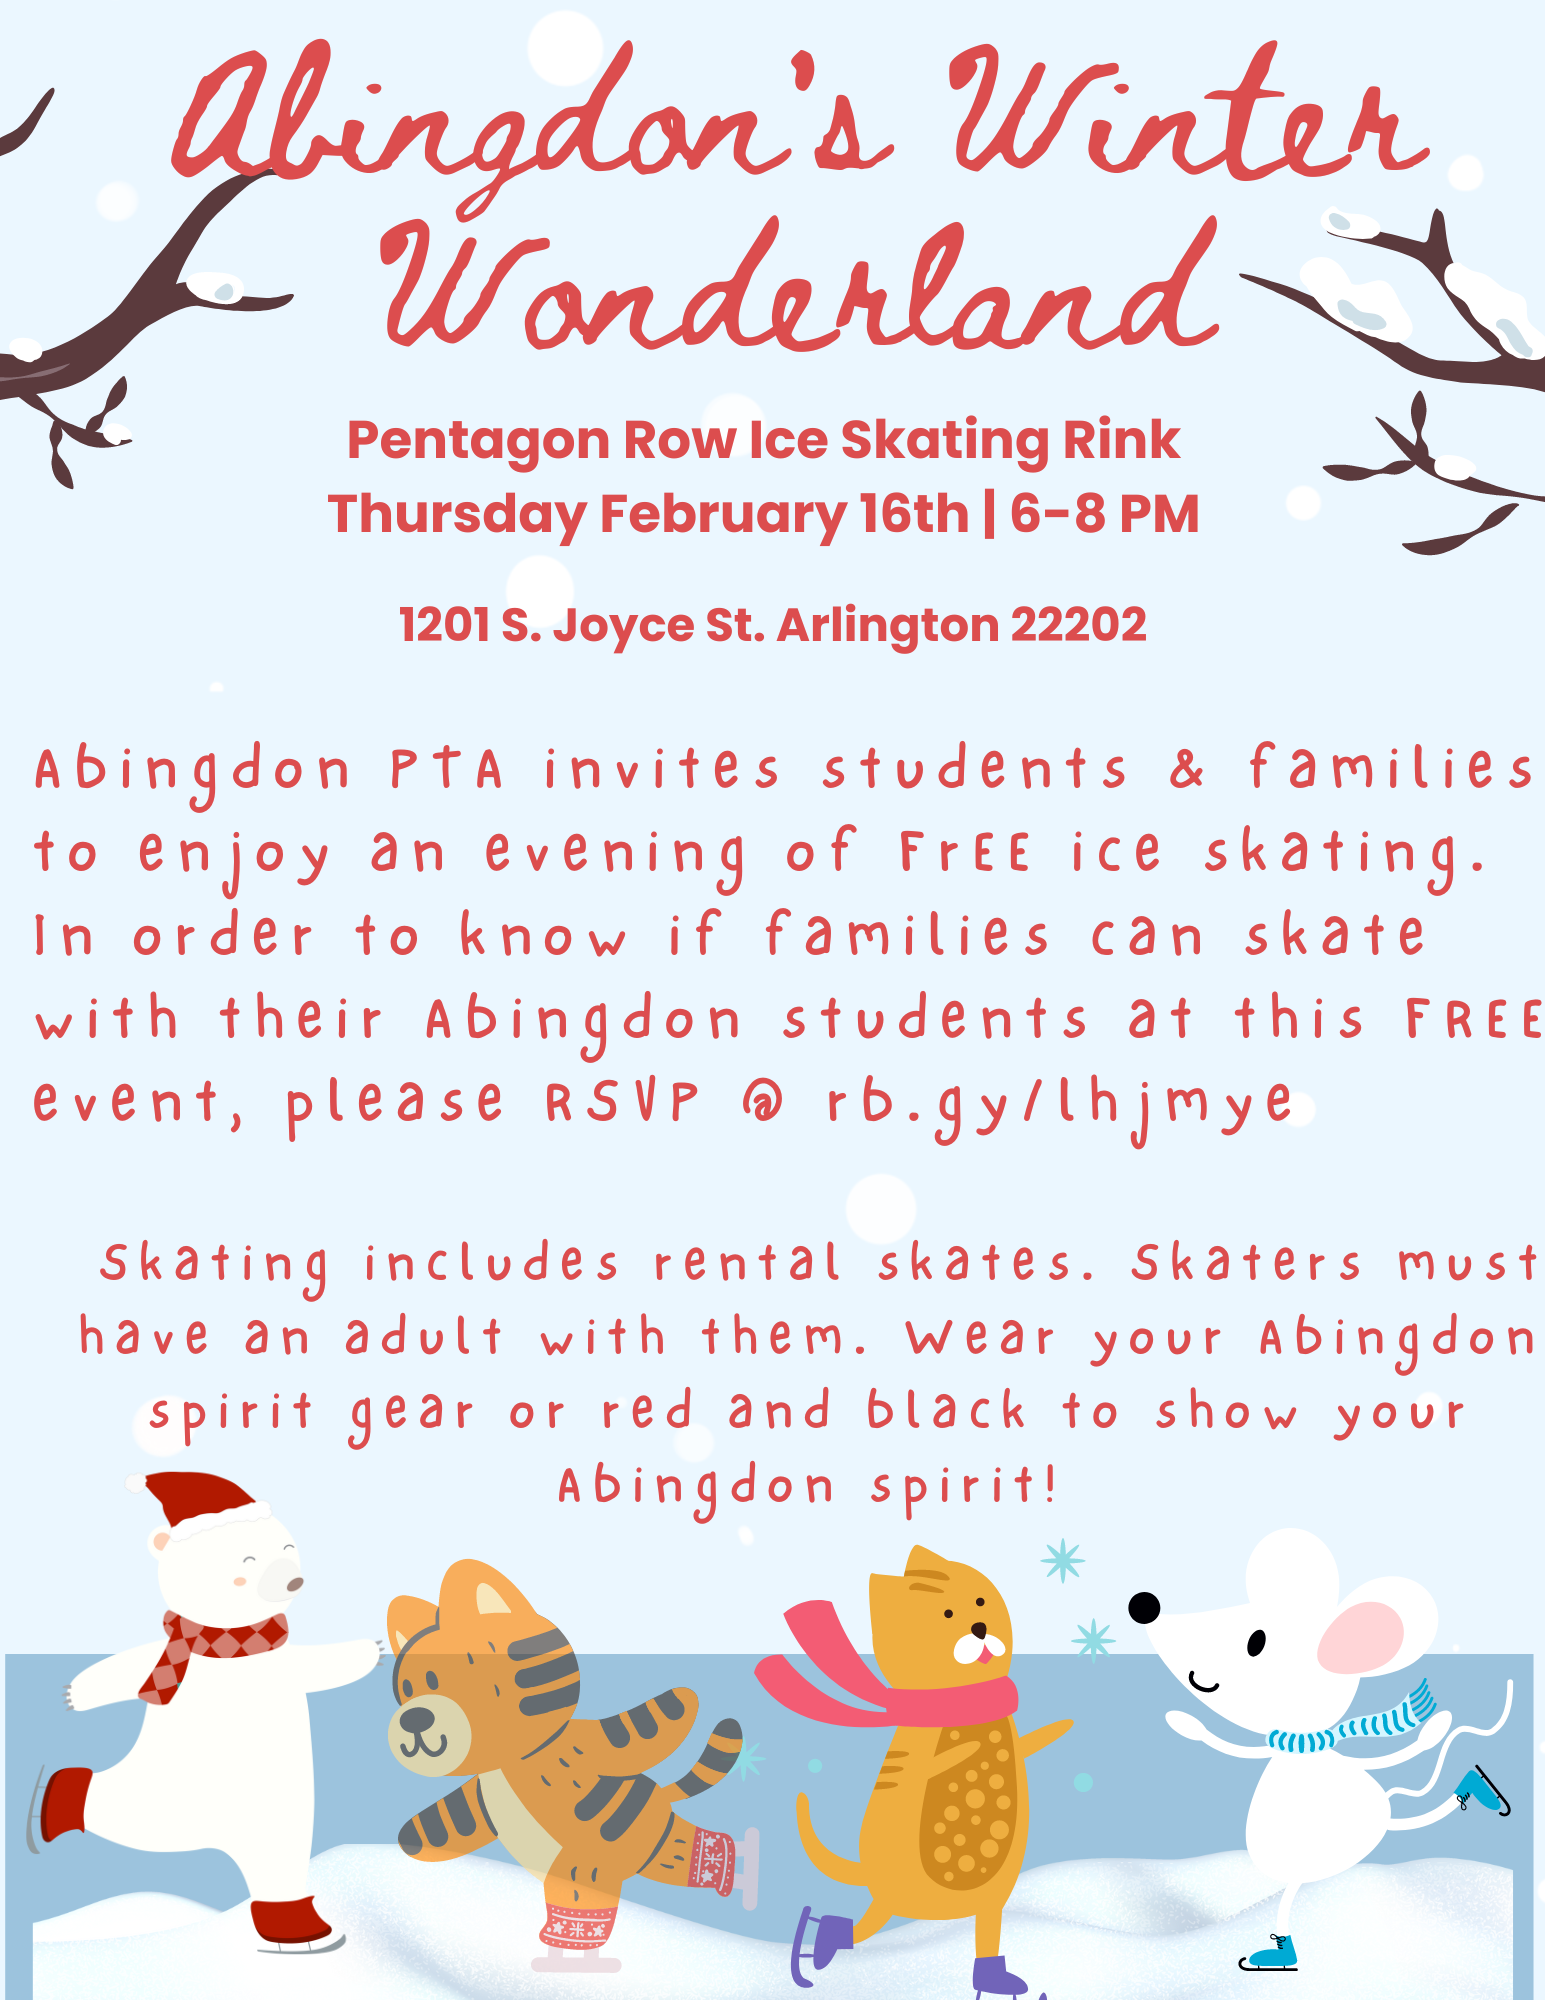 Abingdon's Winter
Wonderland
Pentagon Row Ice Skating Rink
Thursday February 16th | 6-8 PM
1201 S. Joyce St. Arlington 22202
Abingdon PTA invites students & families
to enjoy an evening of FrEE ice skating.
In order to know if families can skate
with their Abingdon students at this FREE
event, please RSVP @ rb.gy/lhjmye
Skating includes rental skates. Skaters must
have an adult with them. Wear your Abingdon
spirit gear or red and black to show your
Abingdon spirit!